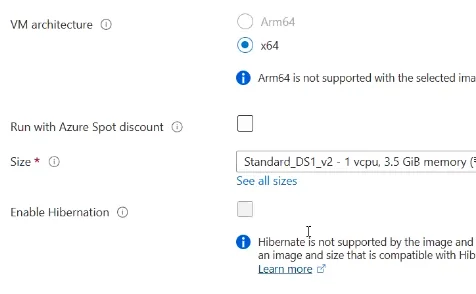 VM architecture
Arm64
x64
Arm64 is not supported with the selected
Run with Azure Spot discount
Size *
Standard_DS1_v2 - 1 vcpu, 3.5 GiB memory (
See all sizes
Enable Hibernation
Hibernate is not supported by the image and
an image and size that is compatible with Hib
Learn more